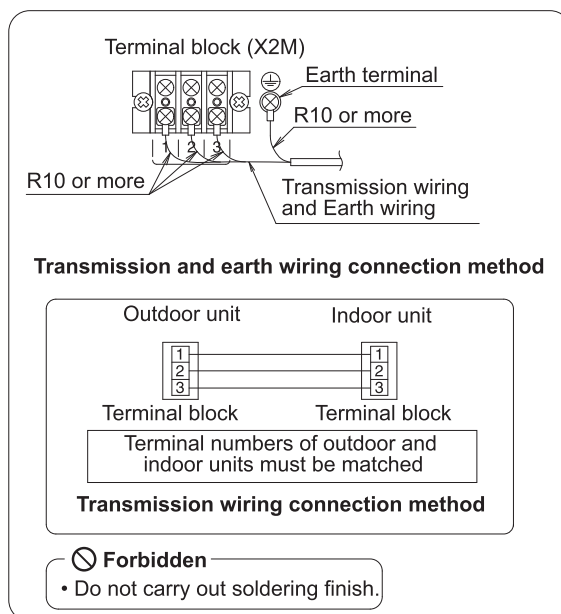 Terminal block (X2M)
Earth terminal
R10 or more
1 2 3
R10 or more
Transmission wiring
and Earth wiring
Transmission and earth wiring connection method
Outdoor unit Indoor unit
1 1
2 2
3 3
Terminal block Terminal block
Terminal numbers of outdoor and
indoor units must be matched
Transmission wiring connection method
Forbidden
• Do not carry out soldering finish.